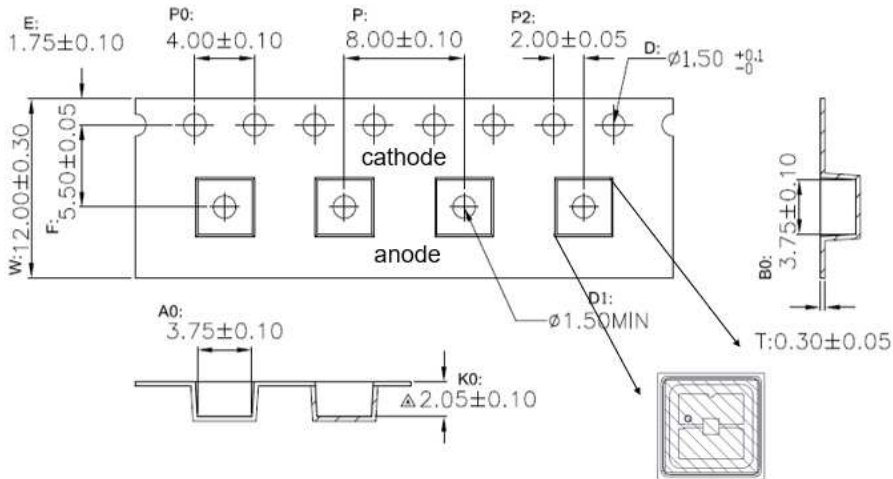 E:
1.75±0.10
P0:
4.00±0.10
P:
8.00±0.10
P2:
2.00±0.05
D: ⌀1.50 +0.1 -0
W: 12.00±0.30
F: 5.50±0.05
cathode
anode
B0: 3.75±0.10
D1:
⌀1.50MIN
T:0.30±0.05
A0:
3.75±0.10
K0:
2.05±0.10